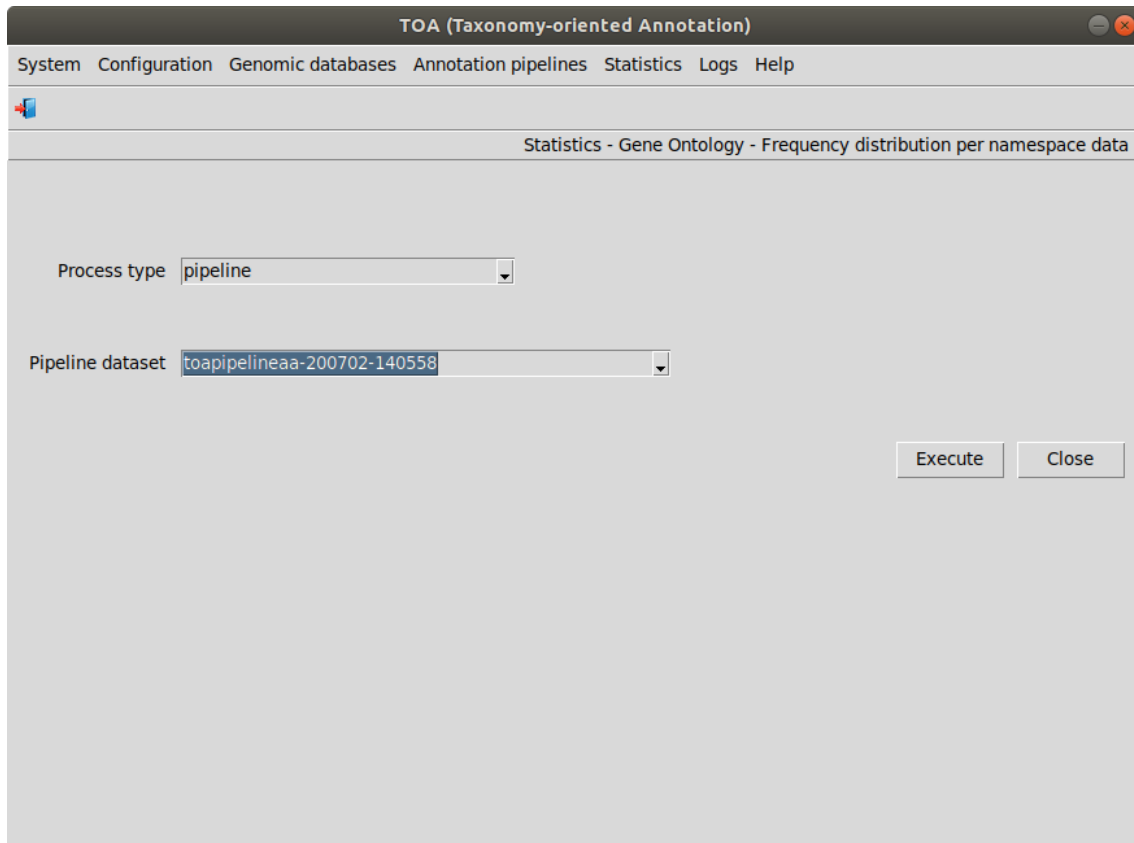 TOA (Taxonomy-oriented Annotation)
System Configuration Genomic databases Annotation pipelines Statistics Logs Help
Statistics - Gene Ontology - Frequency distribution per namespace data
Process type pipeline
Pipeline dataset toapipelineaa-200702-140558
Execute Close